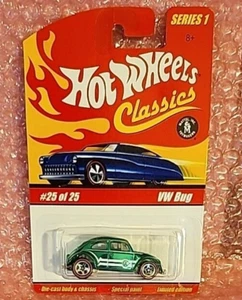 SERIES 1
8+
Hot Wheels
Classics
#25 of 25
VW Bug
Die-cast body & chassis
Special paint
Limited edition